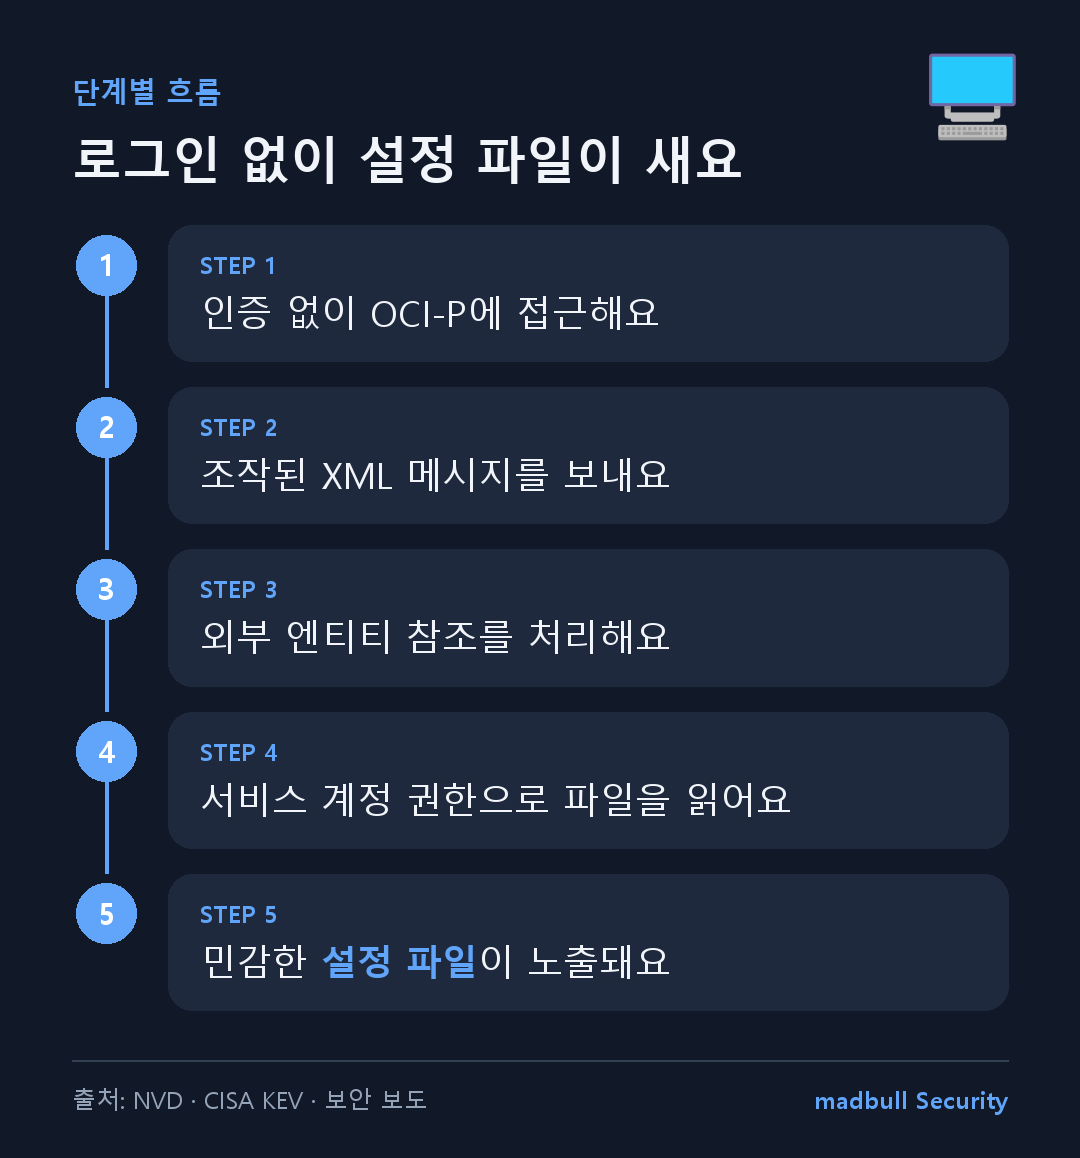 단계별 흐름
로그인 없이 설정 파일이 새요
1
STEP 1
인증 없이 OCI-P에 접근해요
2
STEP 2
조작된 XML 메시지를 보내요
3
STEP 3
외부 엔티티 참조를 처리해요
4
STEP 4
서비스 계정 권한으로 파일을 읽어요
5
STEP 5
민감한 설정 파일이 노출돼요
출처: NVD · CISA KEV · 보안 보도
madbull Security